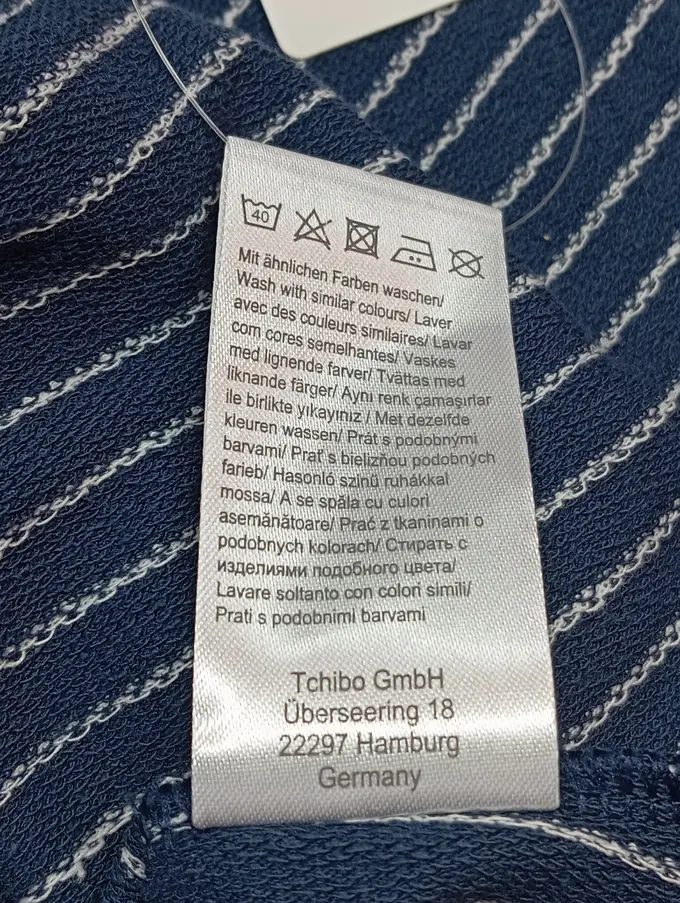 40
Mit ähnlichen Farben waschen/
Wash with similar colours/ Laver
avec des couleurs similaires/ Lavar
com cores semelhantes/ Vaskes
med lignende farver/ Tvättas med
liknande färger/ Ayni renk çamaşırlar
ile birlikte yıkayınız / Met dezelfde
kleuren wassen/ Prát s podobnými
barvami/ Prať s bielizňou podobných
farieb/ Hasonló színű ruhákkal
mossa/ A se spăla cu culori
asemănătoare/ Prać z tkaninami o
podobnych kolorach/ Стирать с
изделиями подобного цвета/
Lavare soltanto con colori simili/
Prati s podobnimi barvami
Tchibo GmbH
Überseering 18
22297 Hamburg
Germany